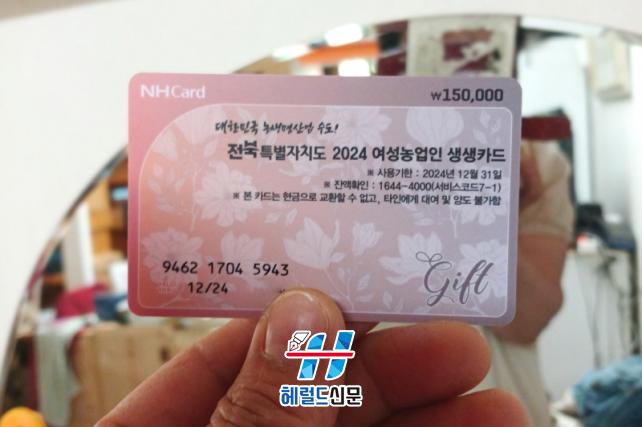 NH Card
₩150,000
대한민국 농생명산업 수도!
전북특별자치도 2024 여성농업인 생생카드
※ 사용기한 : 2024년 12월 31일
※ 잔액확인 : 1644-4000(서비스코드7-1)
※ 본 카드는 현금으로 교환할 수 없고, 타인에게 대여 및 양도 불가함
9462 1704 5943
12/24
Gift
헤럴드신문